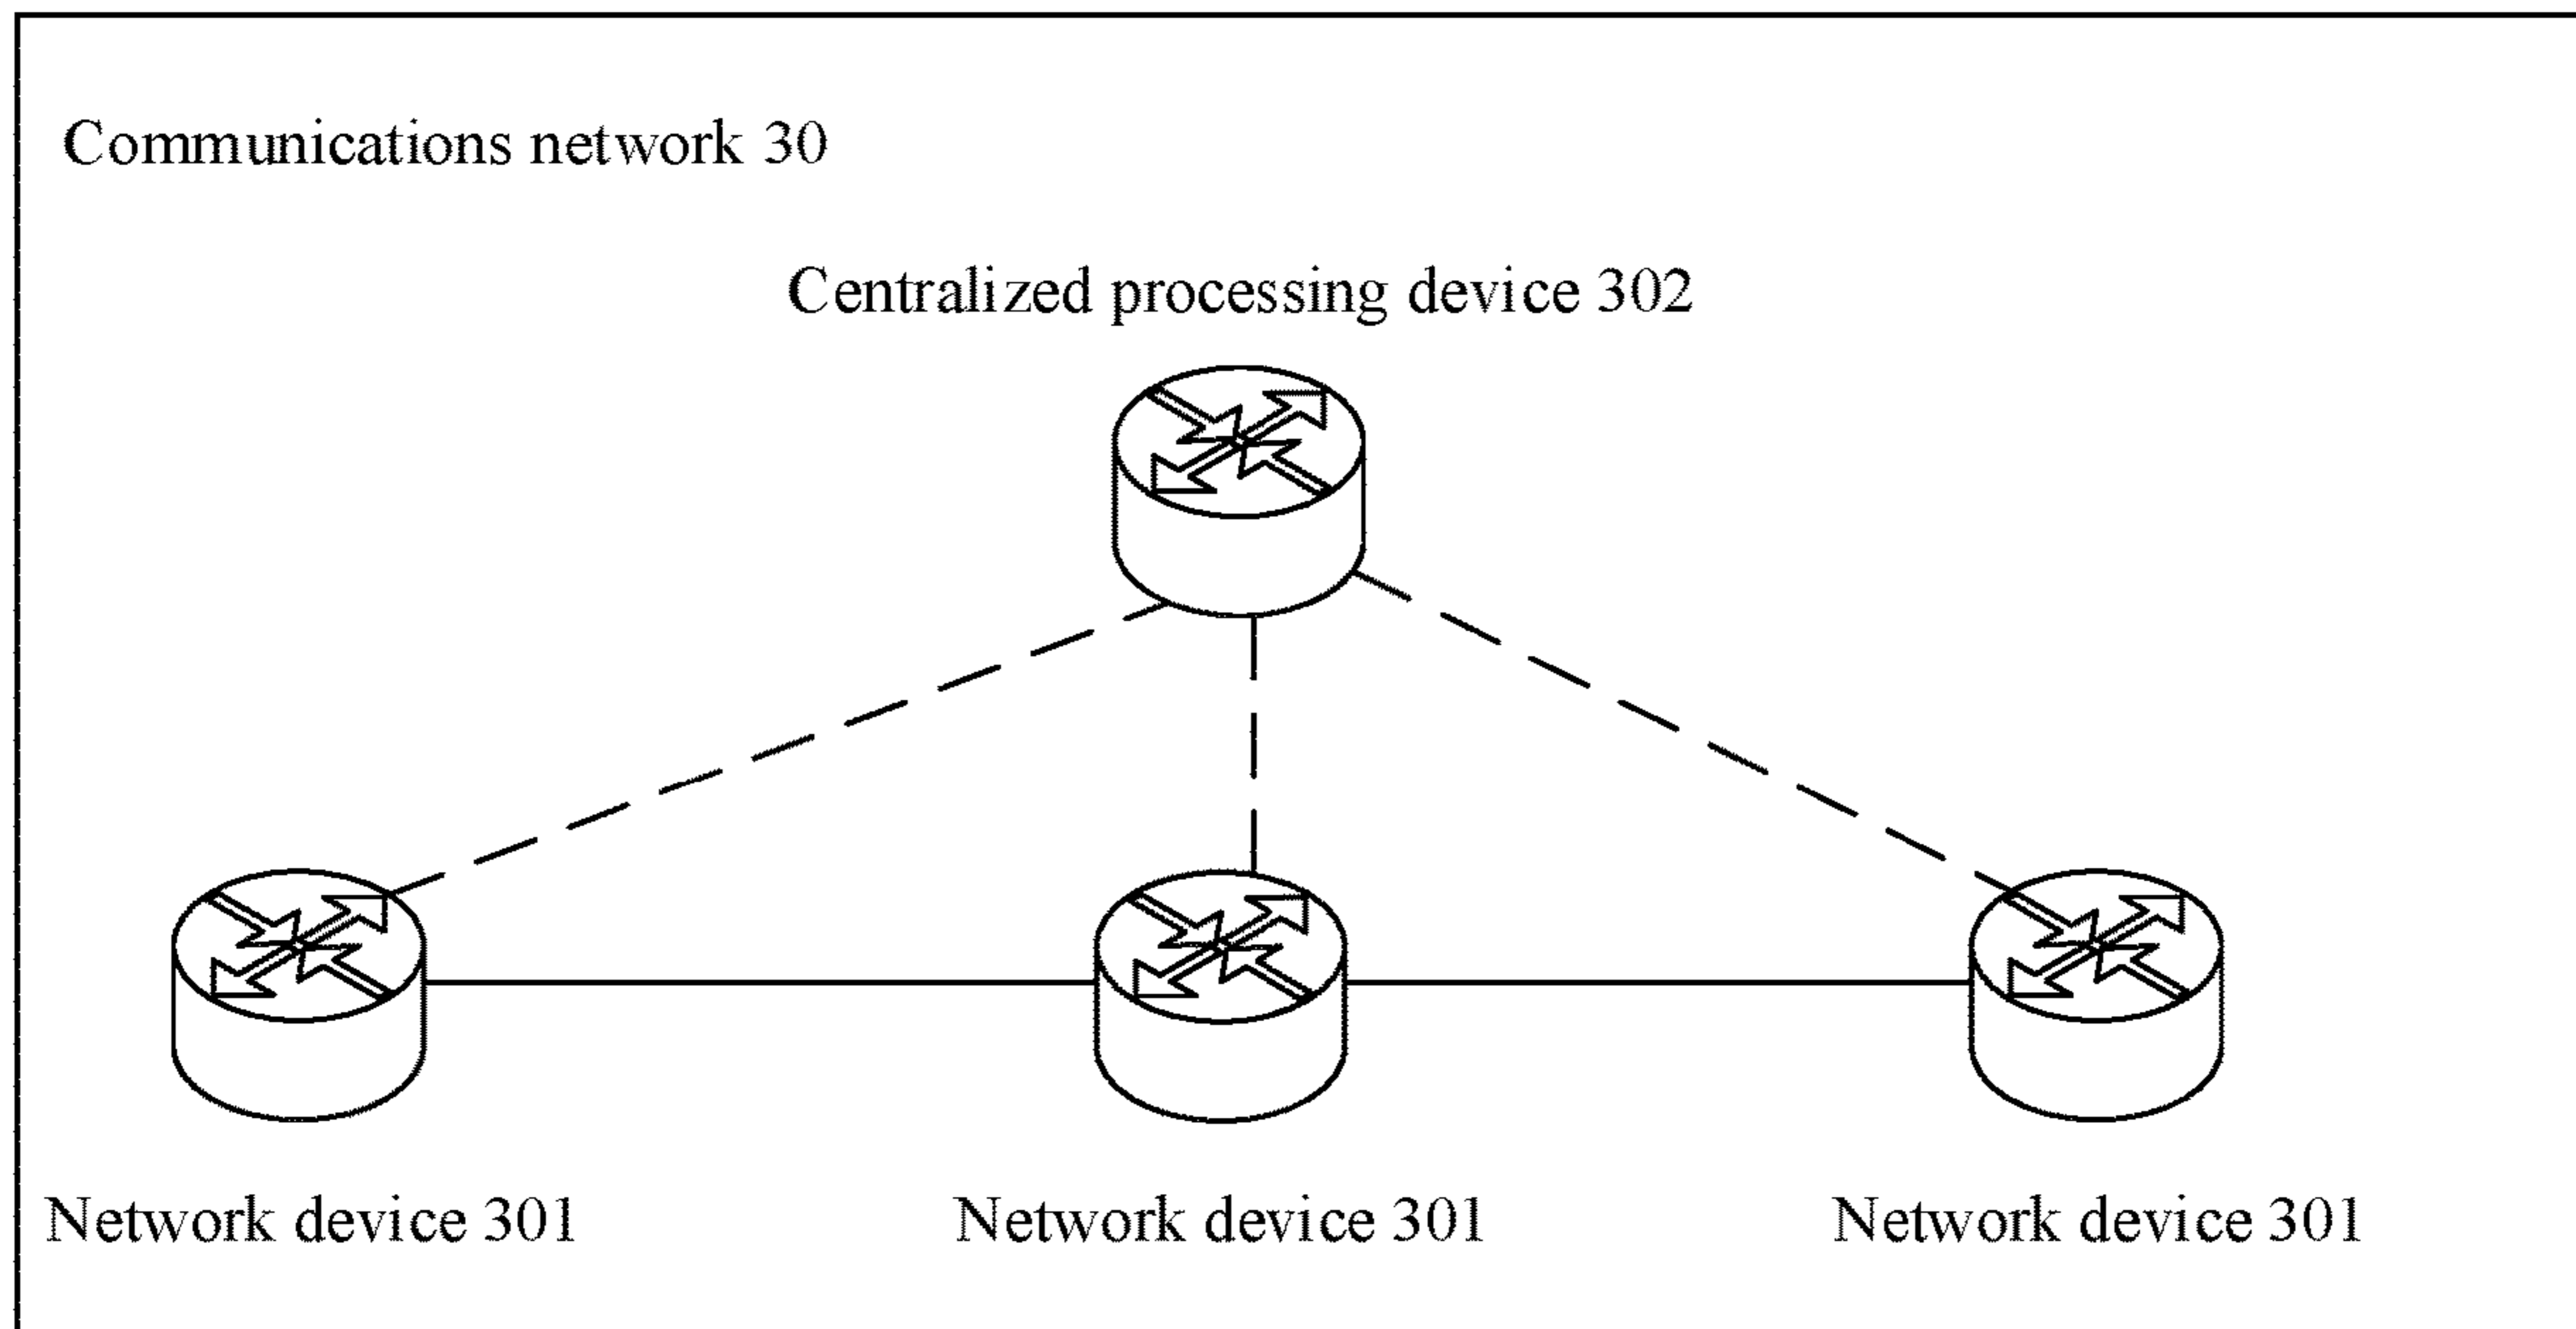 Communications network 30
Centralized processing device 302
Network device 301
Network device 301
Network device 301